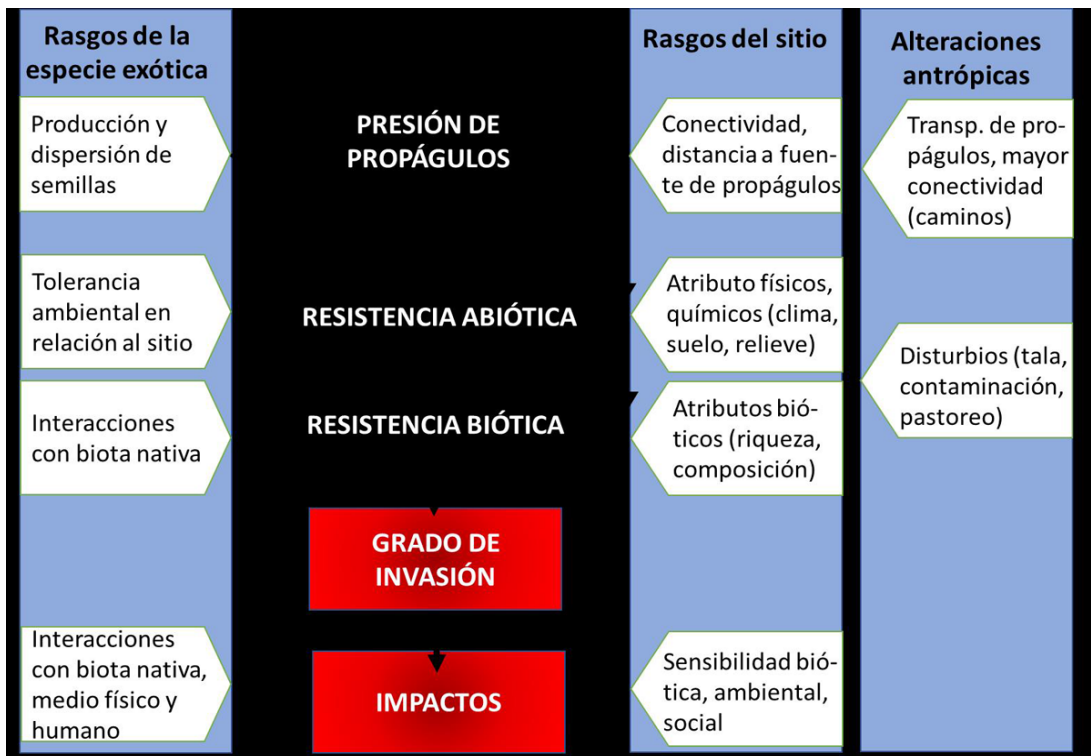 Rasgos de la
especie exótica
Producción y
dispersión de
semillas
Tolerancia
ambiental en
relación al sitio
Interacciones
con biota nativa
Interacciones
con biota nativa,
medio físico y
humano
PRESIÓN DE
PROPÁGULOS
RESISTENCIA ABIÓTICA
RESISTENCIA BIÓTICA
GRADO DE
INVASIÓN
IMPACTOS
Rasgos del sitio
Conectividad,
distancia a fuen-
te de propágulos
Atributo físicos,
químicos (clima,
suelo, relieve)
Atributos bió-
ticos (riqueza,
composición)
Sensibilidad bió-
tica, ambiental,
social
Alteraciones
antrópicas
Transp. de pro-
págulos, mayor
conectividad
(caminos)
Disturbios (tala,
contaminación,
pastoreo)